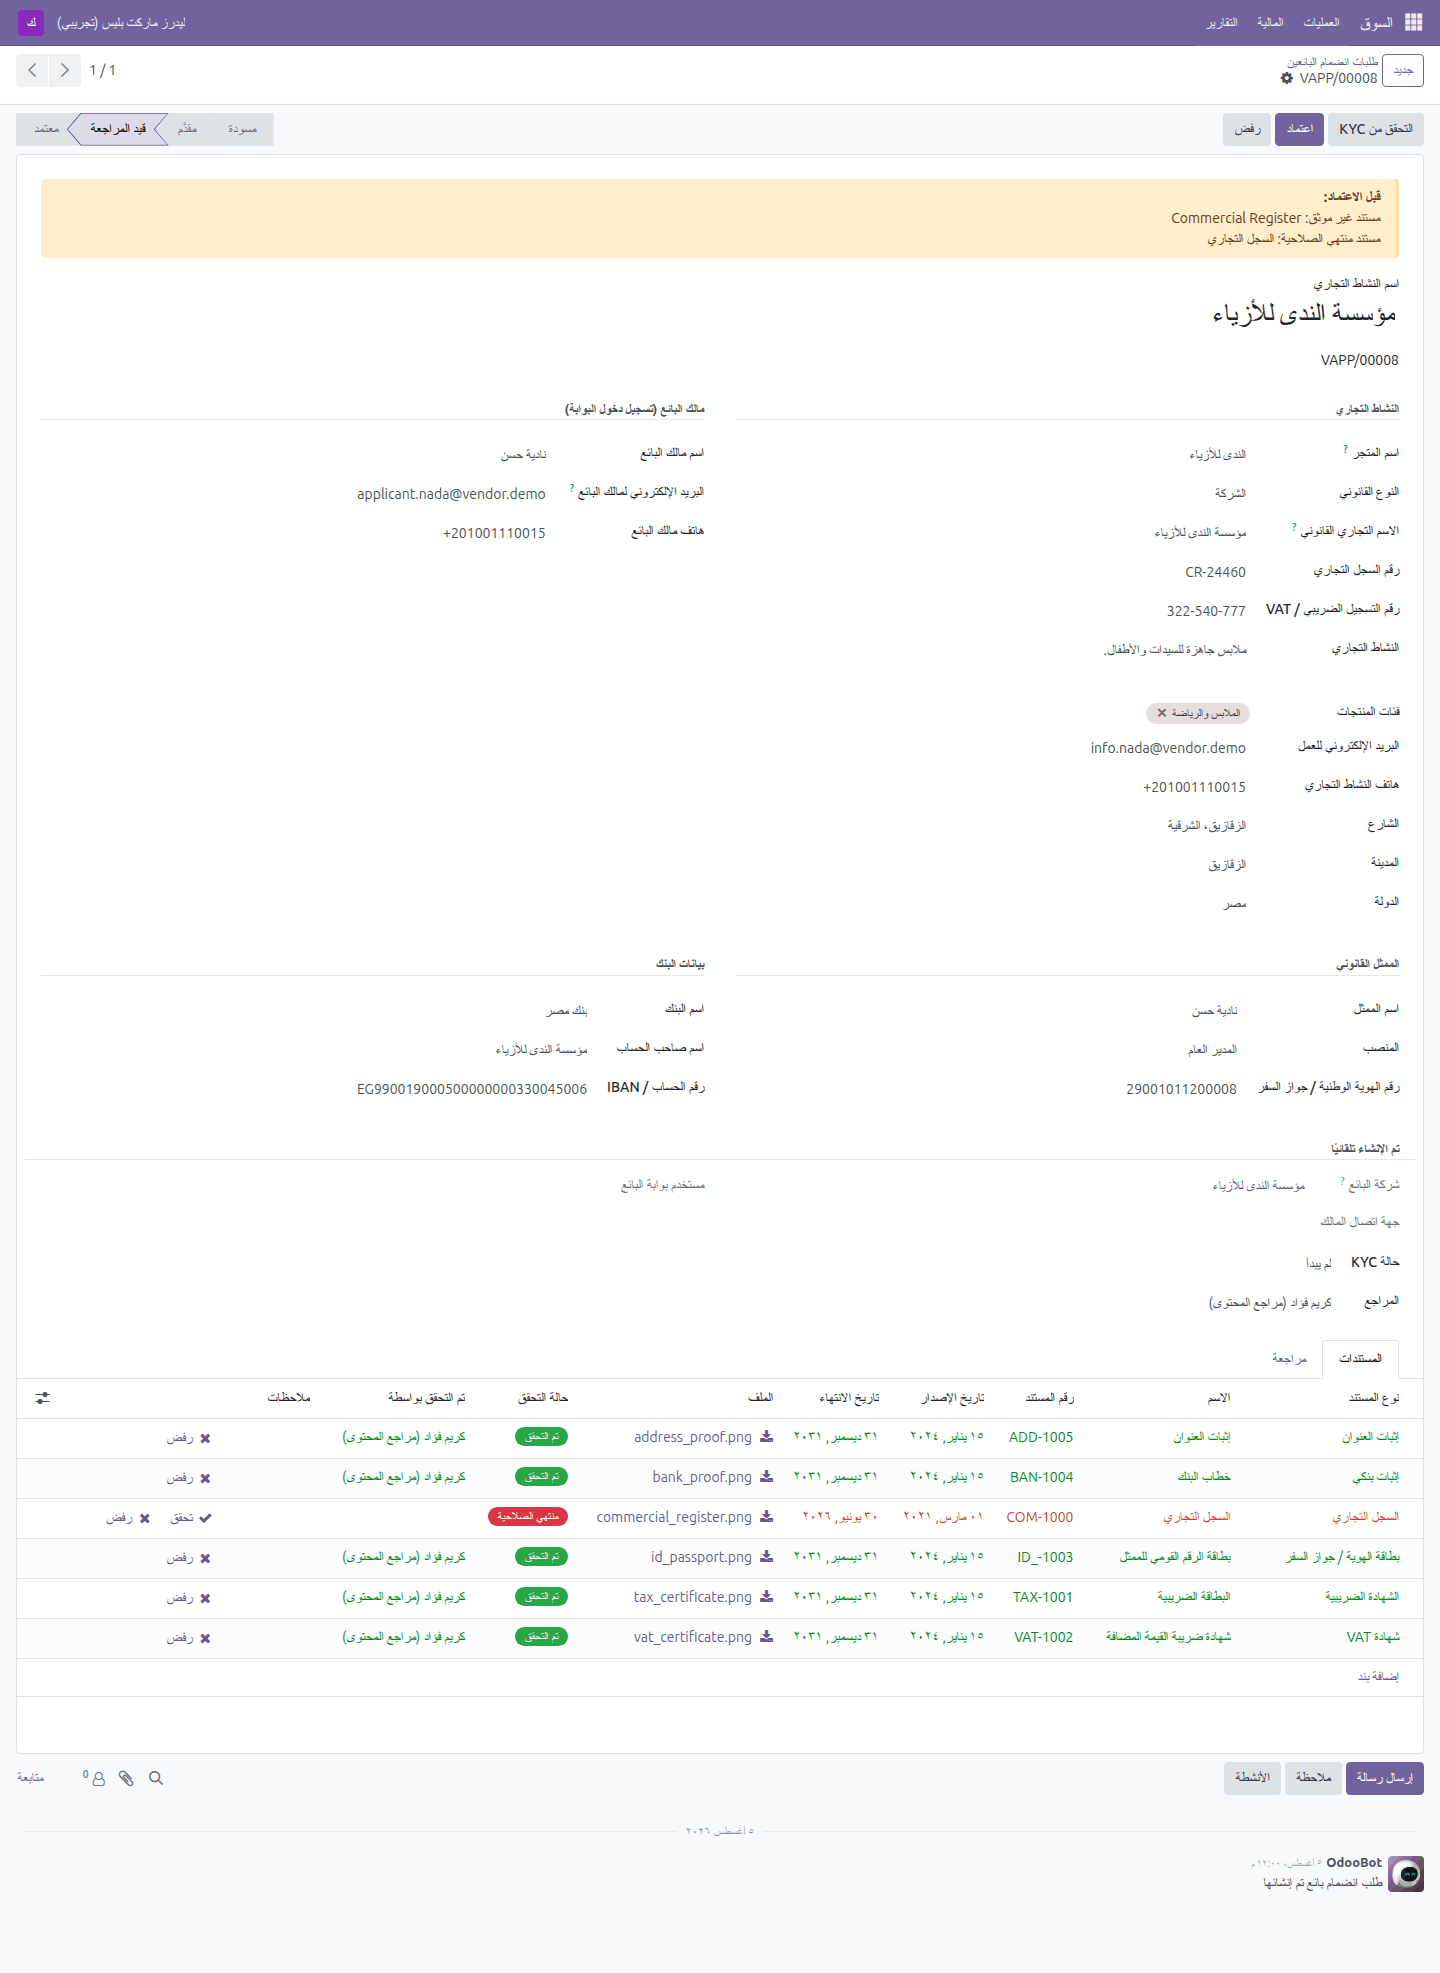 السوق العمليات المالية التقارير ليدرز ماركت بليس (تجريبي) ك
جديد طلبات انضمام البائعين 1 / 1
VAPP/00008
التحقق من KYC اعتماد رفض مسودة مقدَّم قيد المراجعة معتمد
قبل الاعتماد:
مستند غير موثق: Commercial Register
مستند منتهي الصلاحية: السجل التجاري
اسم النشاط التجاري
مؤسسة الندى للأزياء
VAPP/00008
النشاط التجاري
اسم المتجر ? الندى للأزياء
النوع القانوني الشركة
الاسم التجاري القانوني ? مؤسسة الندى للأزياء
رقم السجل التجاري CR-24460
رقم التسجيل الضريبي / VAT 322-540-777
النشاط التجاري ملابس جاهزة للسيدات والأطفال.
فئات المنتجات الملابس والرياضة
البريد الإلكتروني للعمل info.nada@vendor.demo
هاتف النشاط التجاري +201001110015
الشارع الزقازيق، الشرقية
المدينة الزقازيق
الدولة مصر
مالك البائع (تسجيل دخول البوابة)
اسم مالك البائع نادية حسن
البريد الإلكتروني لمالك البائع ? applicant.nada@vendor.demo
هاتف مالك البائع +201001110015
الممثل القانوني
اسم الممثل نادية حسن
المنصب المدير العام
رقم الهوية الوطنية / جواز السفر 29001011200008
بيانات البنك
اسم البنك بنك مصر
اسم صاحب الحساب مؤسسة الندى للأزياء
رقم الحساب / IBAN EG990019000500000000330045006
تم الإنشاء تلقائيًا
شركة البائع ? مؤسسة الندى للأزياء مستخدم بوابة البائع
جهة اتصال المالك
حالة KYC لم يبدأ
المراجع كريم فؤاد (مراجع المحتوى)
المستندات مراجعة
نوع المستند الاسم رقم المستند تاريخ الإصدار تاريخ الانتهاء الملف حالة التحقق تم التحقق بواسطة ملاحظات
إثبات العنوان إثبات العنوان ADD-1005 ١٥ يناير, ٢٠٢٤ ٣١ ديسمبر, ٢٠٣١ address_proof.png تم التحقق كريم فؤاد (مراجع المحتوى) رفض
إثبات بنكي خطاب البنك BAN-1004 ١٥ يناير, ٢٠٢٤ ٣١ ديسمبر, ٢٠٣١ bank_proof.png تم التحقق كريم فؤاد (مراجع المحتوى) رفض
السجل التجاري السجل التجاري COM-1000 ٠١ مارس, ٢٠٢١ ٣٠ يونيو, ٢٠٢٦ commercial_register.png منتهي الصلاحية تحقق رفض
بطاقة الهوية / جواز السفر بطاقة الرقم القومي للممثل ID_-1003 ١٥ يناير, ٢٠٢٤ ٣١ ديسمبر, ٢٠٣١ id_passport.png تم التحقق كريم فؤاد (مراجع المحتوى) رفض
الشهادة الضريبية البطاقة الضريبية TAX-1001 ١٥ يناير, ٢٠٢٤ ٣١ ديسمبر, ٢٠٣١ tax_certificate.png تم التحقق كريم فؤاد (مراجع المحتوى) رفض
شهادة VAT شهادة ضريبة القيمة المضافة VAT-1002 ١٥ يناير, ٢٠٢٤ ٣١ ديسمبر, ٢٠٣١ vat_certificate.png تم التحقق كريم فؤاد (مراجع المحتوى) رفض
إضافة بند
إرسال رسالة ملاحظة الأنشطة 0 متابعة
٥ أغسطس ٢٠٢٦
OdooBot ٥ أغسطس، ١٢:٠٠ م
طلب انضمام بائع تم إنشائها